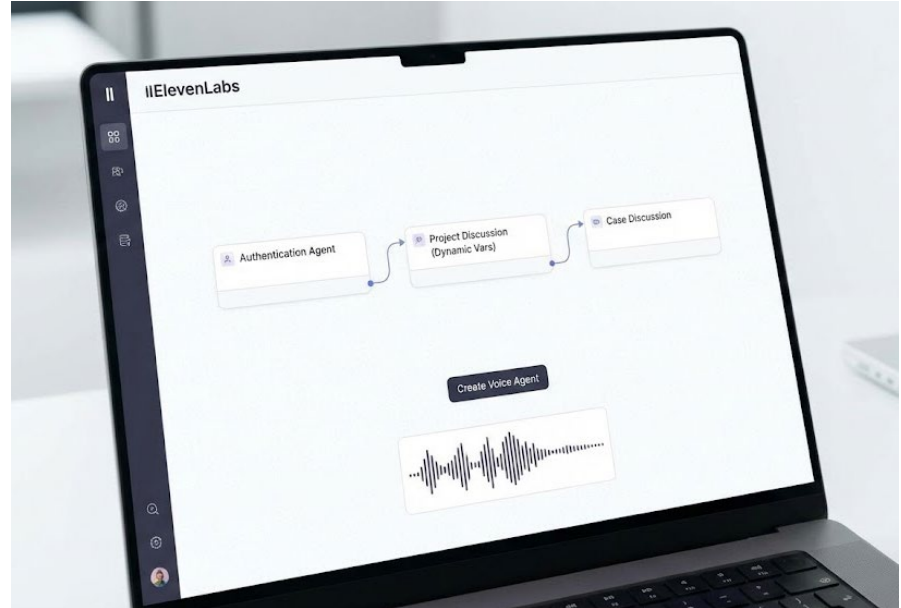 IIElevenLabs
Authentication Agent
Project Discussion
(Dynamic Vars)
Case Discussion
Create Voice Agent